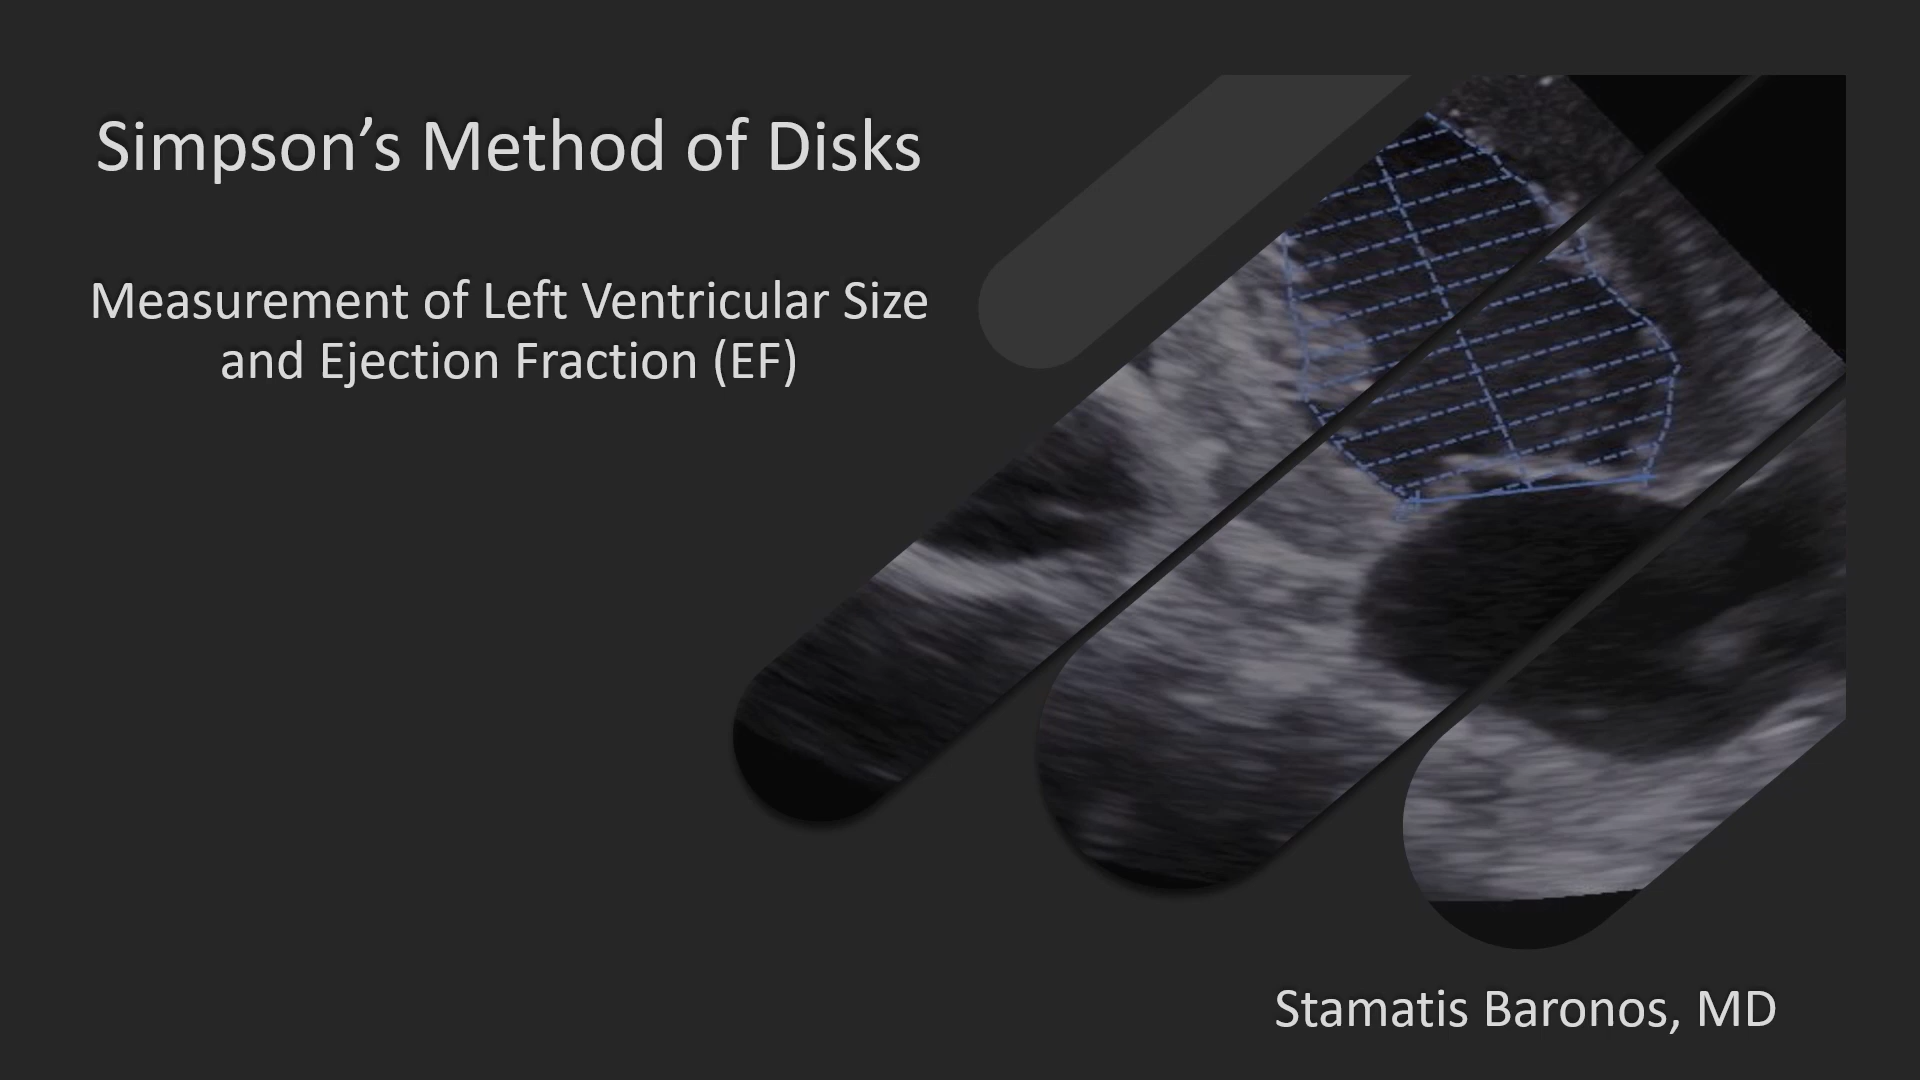 Simpson’s Method of Disks
Measurement of Left Ventricular Size
and Ejection Fraction (EF)
Stamatis Baronos, MD